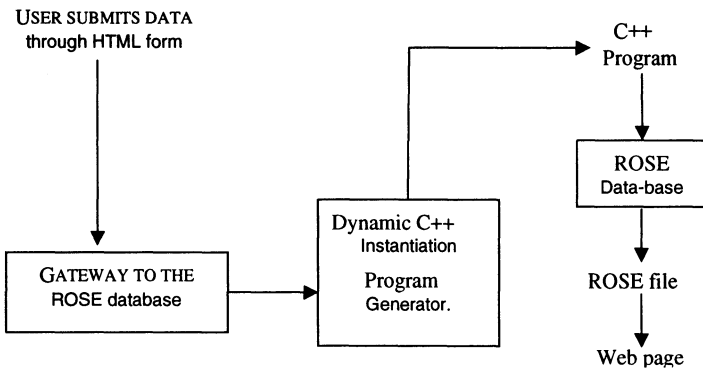 USER SUBMITS DATA
through HTML form
GATEWAY TO THE
ROSE database
Dynamic C++
Instantiation
Program
Generator.
C++
Program
ROSE
Data-base
ROSE file
Web page